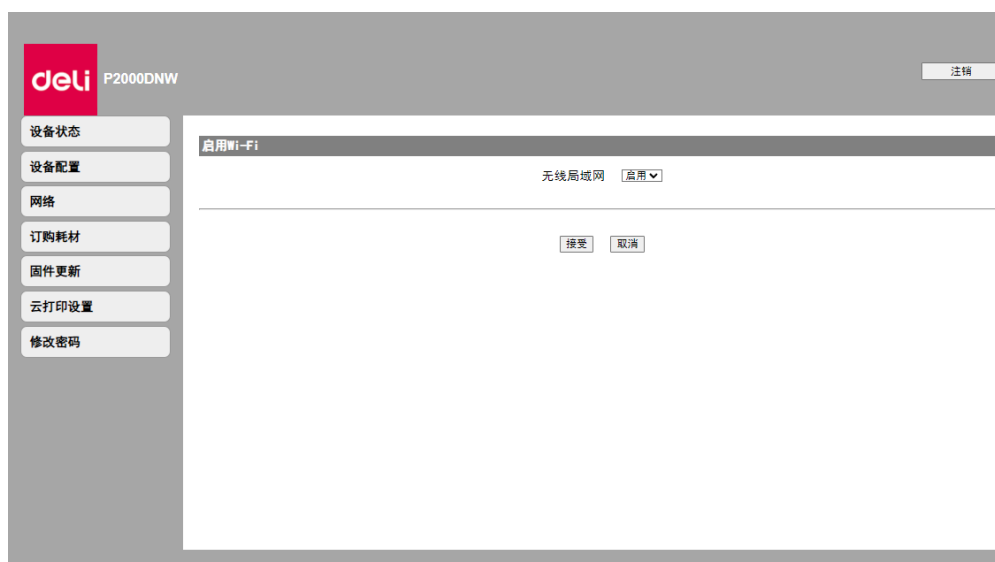 deli P2000DNW
注销
设备状态
设备配置
网络
订购耗材
固件更新
云打印设置
修改密码
启用Wi-Fi
无线局域网 启用
接受 取消